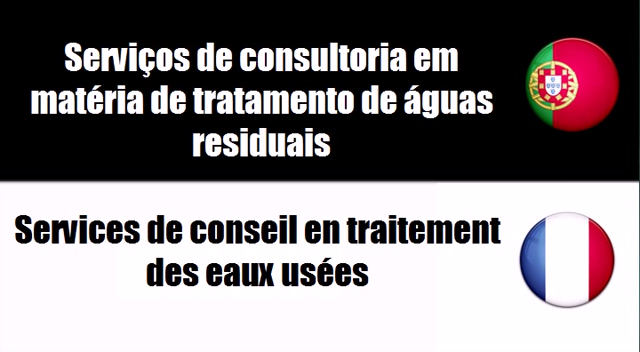 Serviços de consultoria em
matéria de tratamento de águas
residuais
Services de conseil en traitement
des eaux usées